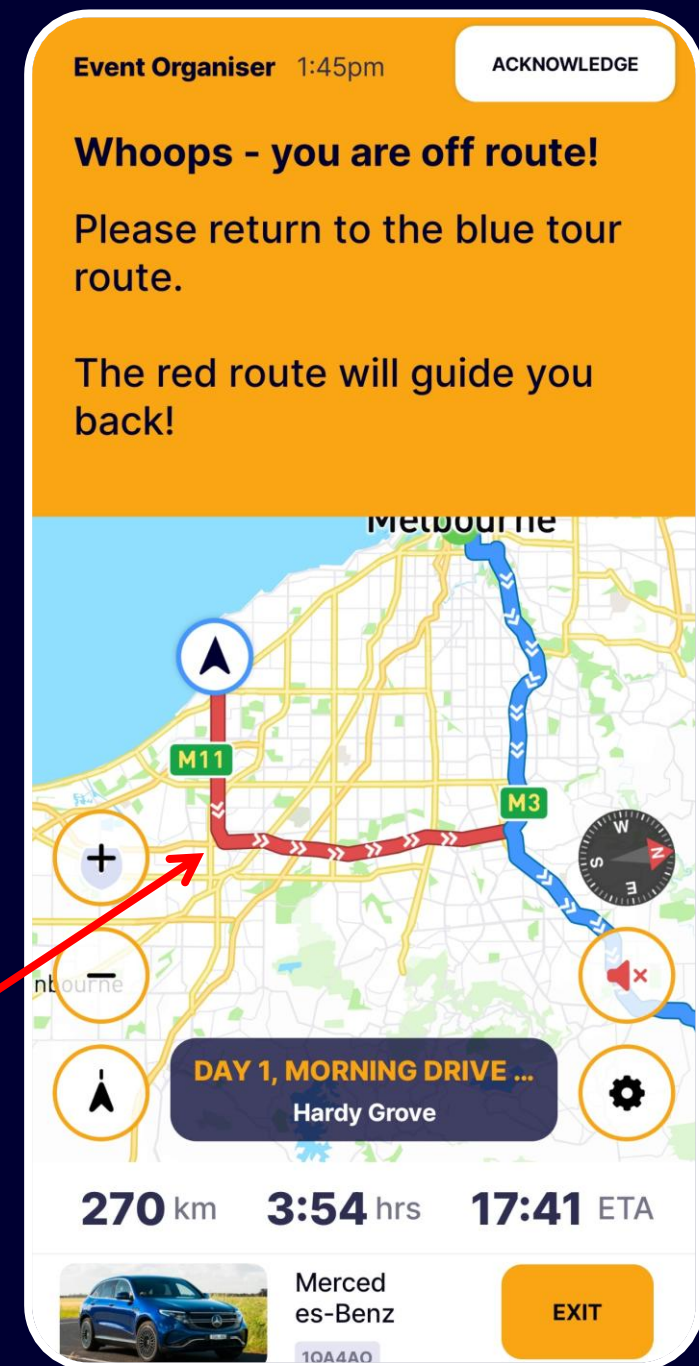 Event Organiser 1:45pm ACKNOWLEDGE
Whoops - you are off route!
Please return to the blue tour
route.
The red route will guide you
back!
Melbourne
M11
M3
W
N
S
E
nbourne
DAY 1, MORNING DRIVE ...
Hardy Grove
270 km 3:54 hrs 17:41 ETA
Merced
es-Benz
EXIT
1QA4AQ